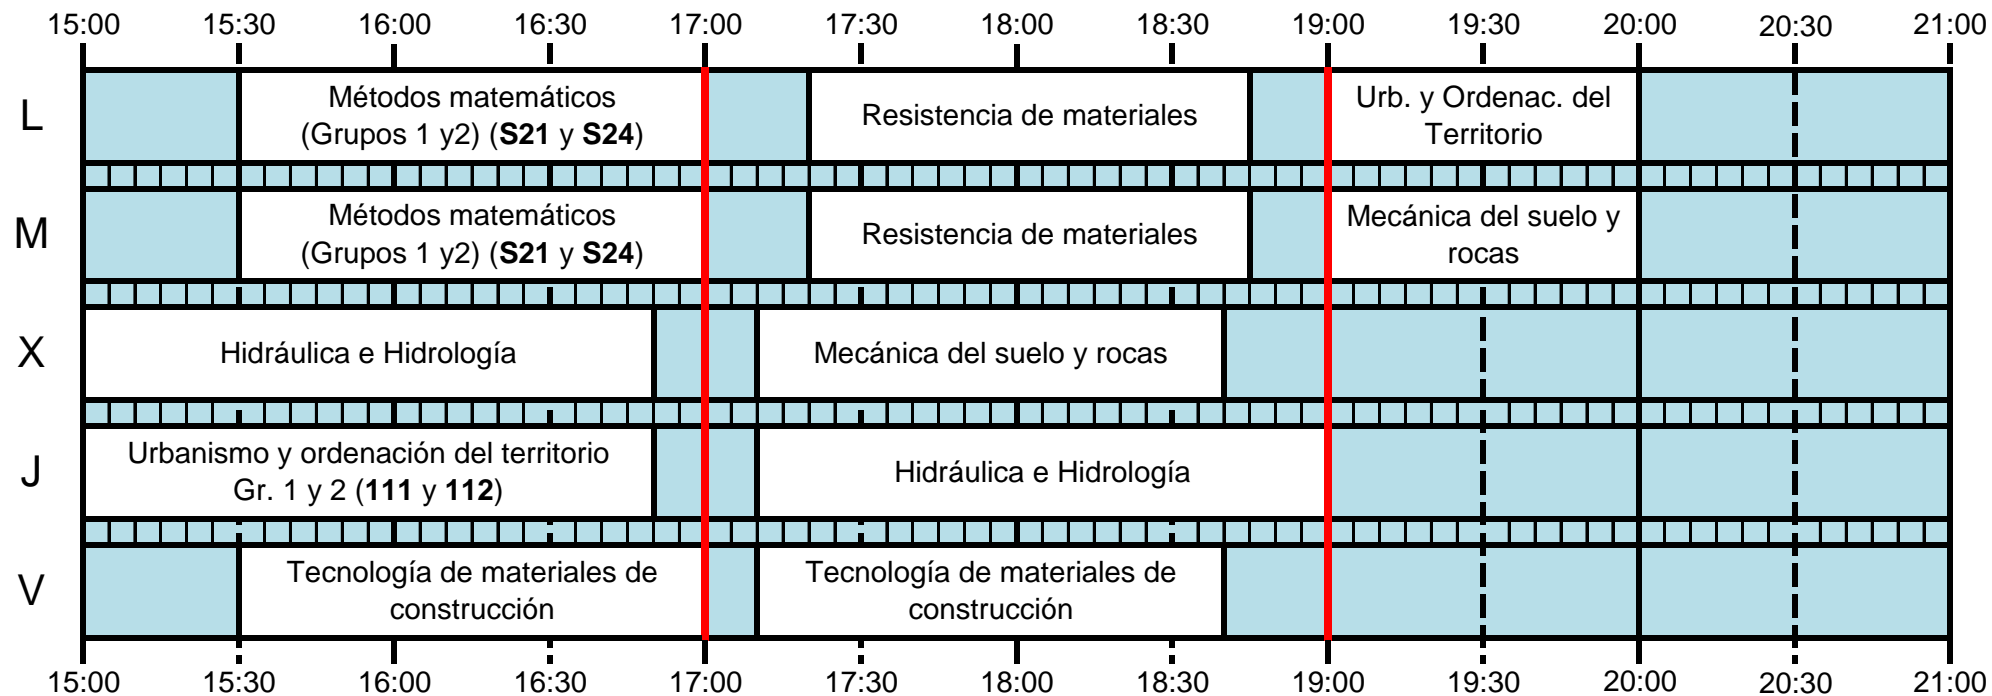 15:00 15:30 16:00 16:30 17:00 17:30 18:00 18:30 19:00 19:30 20:00 20:30 21:00
L
Métodos matemáticos
(Grupos 1 y2) (S21 y S24)
Resistencia de materiales
Urb. y Ordenac. del
Territorio
M
Métodos matemáticos
(Grupos 1 y2) (S21 y S24)
Resistencia de materiales
Mecánica del suelo y
rocas
X
Hidráulica e Hidrología
Mecánica del suelo y rocas
J
Urbanismo y ordenación del territorio
Gr. 1 y 2 (111 y 112)
Hidráulica e Hidrología
V
Tecnología de materiales de
construcción
Tecnología de materiales de
construcción
15:00 15:30 16:00 16:30 17:00 17:30 18:00 18:30 19:00 19:30 20:00 20:30 21:00